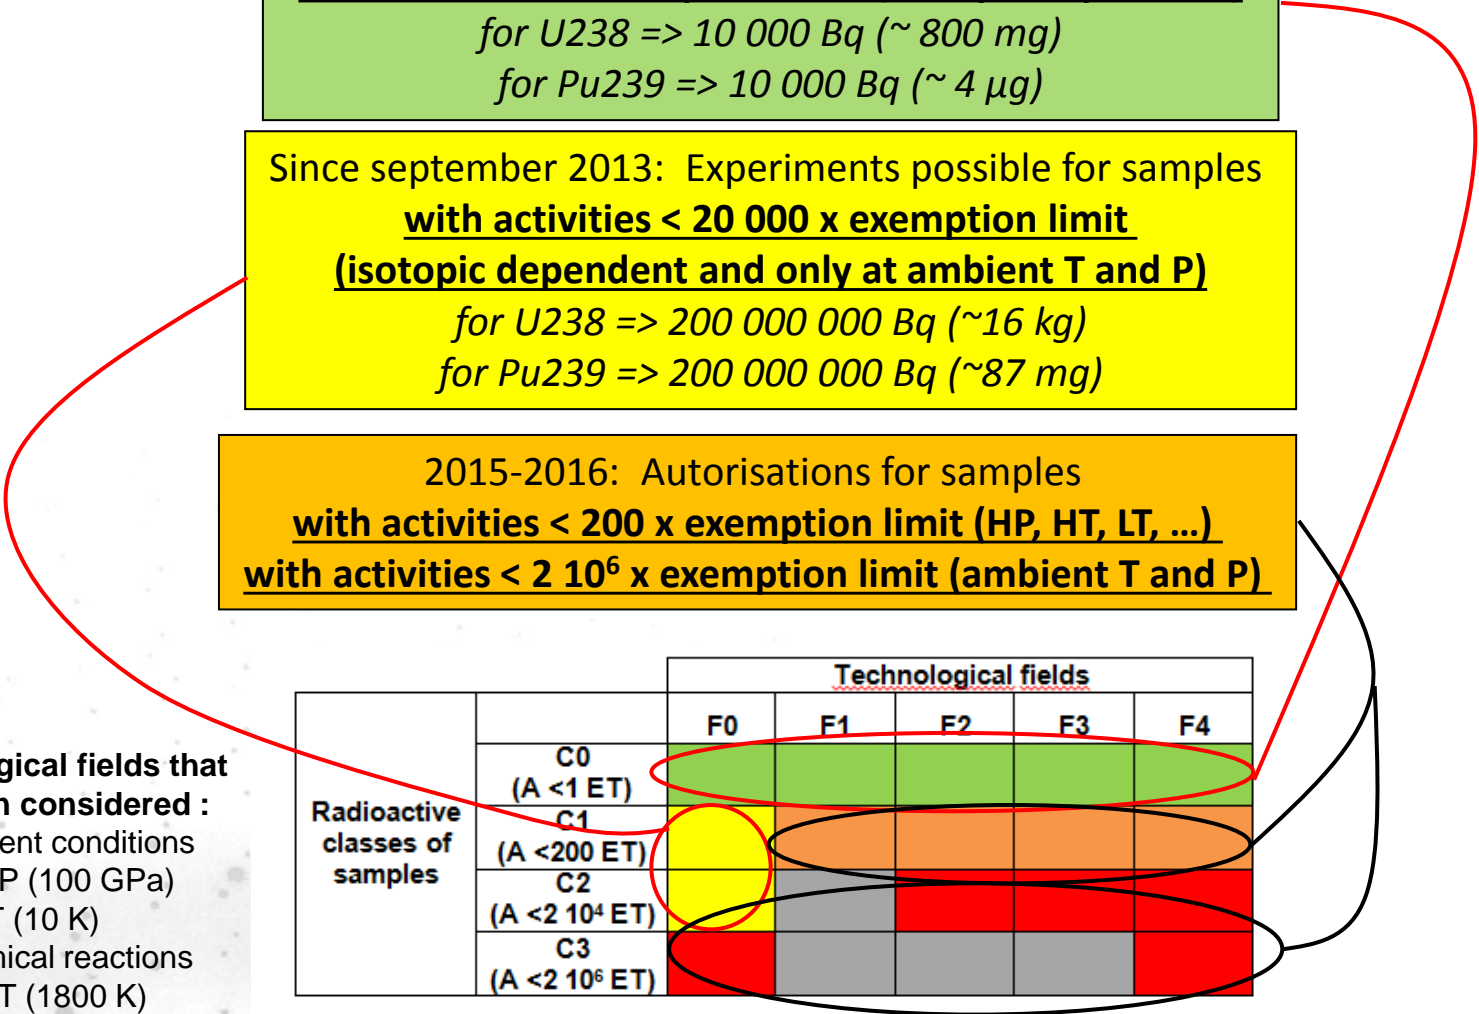 for U238 => 10 000 Bq (~ 800 mg)
for Pu239 => 10 000 Bq (~ 4 µg)
Since september 2013: Experiments possible for samples
with activities < 20 000 x exemption limit
(isotopic dependent and only at ambient T and P)
for U238 => 200 000 000 Bq (~16 kg)
for Pu239 => 200 000 000 Bq (~87 mg)
2015-2016: Autorisations for samples
with activities < 200 x exemption limit (HP, HT, LT, …)
with activities < 2 10⁶ x exemption limit (ambient T and P)
Technological fields
F0 F1 F2 F3 F4
Radioactive classes of samples
C0
(A <1 ET)
C1
(A <200 ET)
C2
(A <2 10⁴ ET)
C3
(A <2 10⁶ ET)
fields that
considered :
conditions
(100 GPa)
(10 K)
reactions
(1800 K)